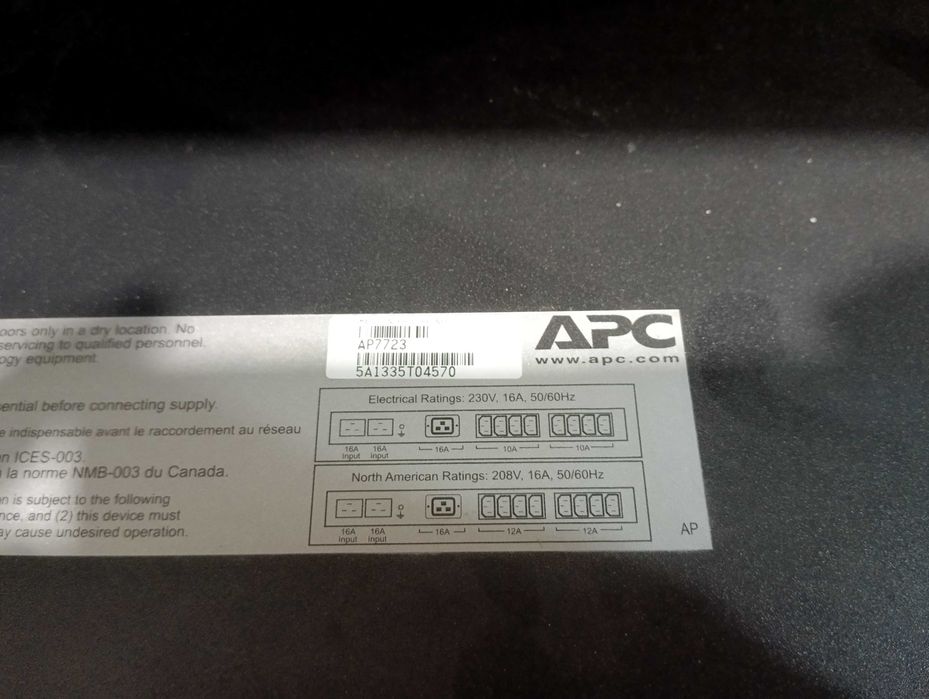 oors only in a dry location. No
servicing to qualified personnel.
ogy equipment.
ential before connecting supply.
e indispensable avant le raccordement au réseau
n ICES-003.
la norme NMB-003 du Canada.
n is subject to the following
nce, and (2) this device must
ay cause undesired operation.
AP7723
5A1335T04570
APC
www.apc.com
Electrical Ratings: 230V, 16A, 50/60Hz
16A Input
16A Input
16A
10A
10A
North American Ratings: 208V, 16A, 50/60Hz
16A Input
16A Input
16A
12A
12A
AP